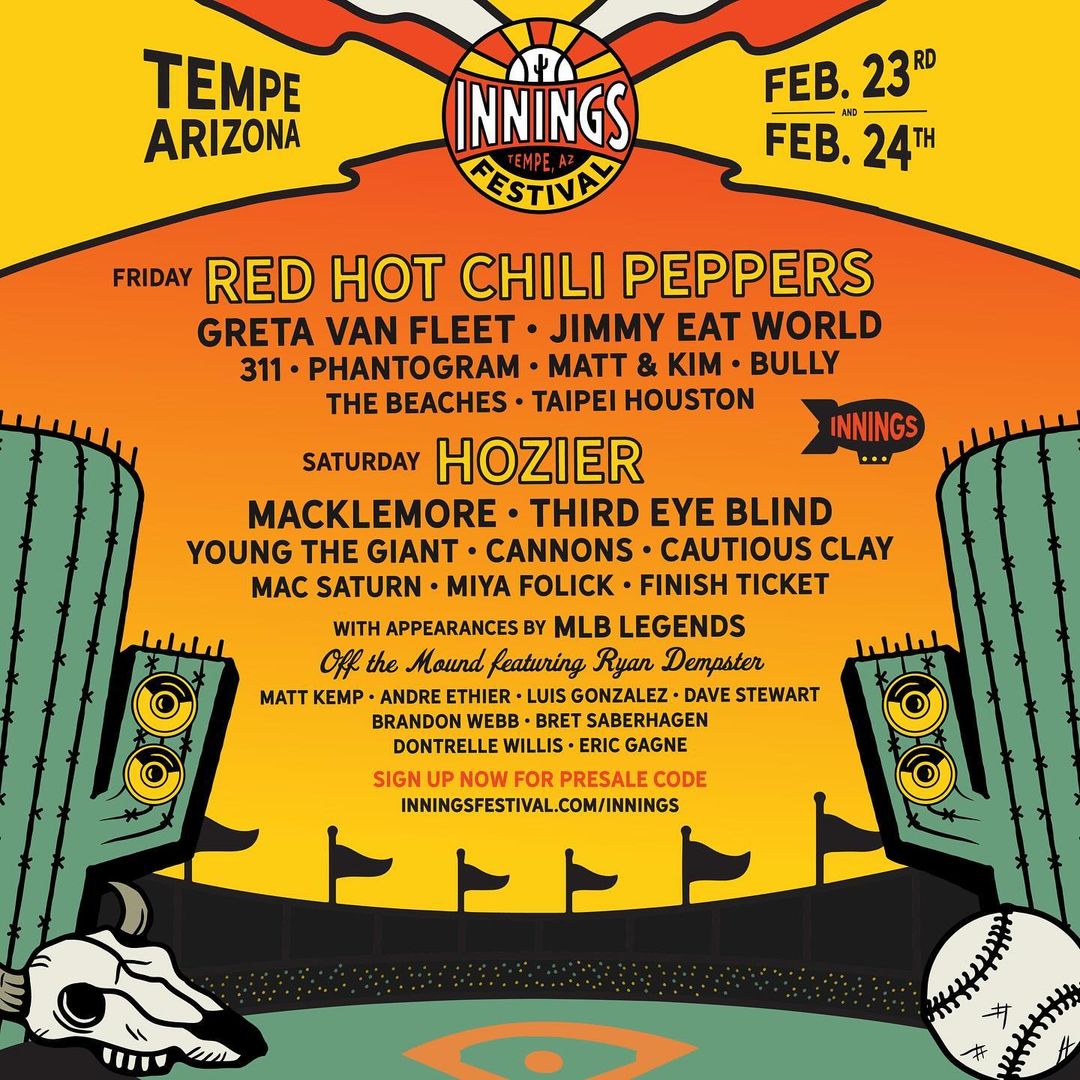 TEMPE
ARIZONA
INNINGS
TEMPE, AZ
FESTIVAL
FEB. 23RD
AND
FEB. 24TH
FRIDAY RED HOT CHILI PEPPERS
GRETA VAN FLEET • JIMMY EAT WORLD
311 • PHANTOGRAM • MATT & KIM • BULLY
THE BEACHES • TAIPEI HOUSTON
INNINGS
SATURDAY HOZIER
MACKLEMORE • THIRD EYE BLIND
YOUNG THE GIANT • CANNONS • CAUTIOUS CLAY
MAC SATURN • MIYA FOLICK • FINISH TICKET
WITH APPEARANCES BY MLB LEGENDS
Off the Mound featuring Ryan Dempster
MATT KEMP • ANDRE ETHIER • LUIS GONZALEZ • DAVE STEWART
BRANDON WEBB • BRET SABERHAGEN
DONTRELLE WILLIS • ERIC GAGNE
SIGN UP NOW FOR PRESALE CODE
INNINGSFESTIVAL.COM/INNINGS